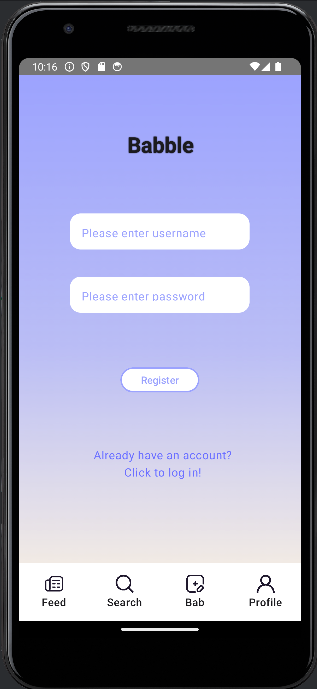 10:16
Babble
Please enter username
Please enter password
Register
Already have an account?
Click to log in!
Feed
Search
Bab
Profile